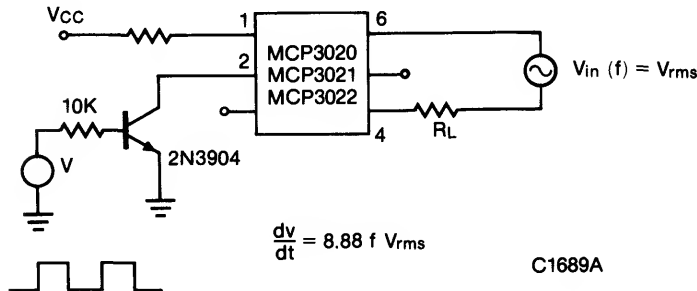 VCC
1
6
MCP3020
2
MCP3021
Vin (f) = Vrms
MCP3022
10K
4
RL
V
2N3904
dv/dt = 8.88 f Vrms
C1689A